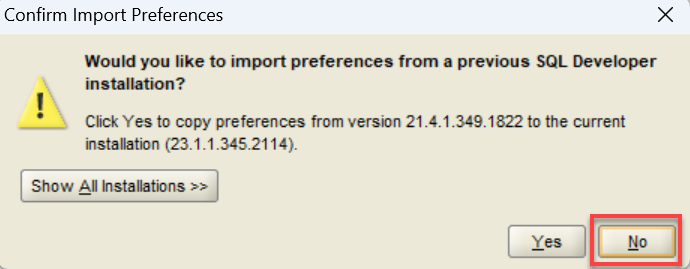 Confirm Import Preferences
Would you like to import preferences from a previous SQL Developer
installation?
Click Yes to copy preferences from version 21.4.1.349.1822 to the current
installation (23.1.1.345.2114).
Show All Installations >>
Yes
No